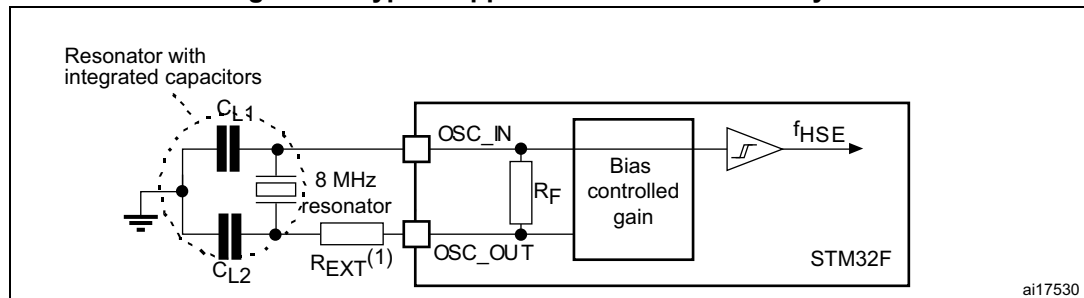 Resonator with
integrated capacitors
CL1
OSC_IN
fHSE
8 MHz
resonator
RF
Bias
controlled
gain
REXT(1)
OSC_OUT
STM32F
CL2
ai17530